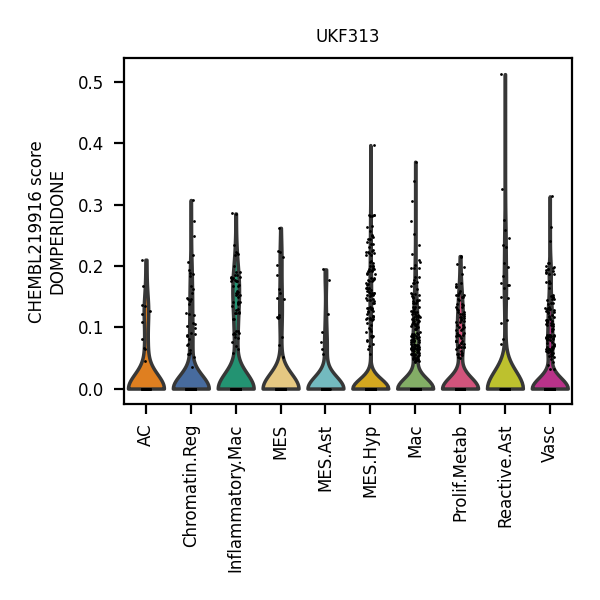 UKF313
CHEMBL219916 score
DOMPERIDONE
0.5
0.4
0.3
0.2
0.1
0.0
AC
Chromatin.Reg
Inflammatory.Mac
MES
MES.Ast
MES.Hyp
Mac
Prolif.Metab
Reactive.Ast
Vasc